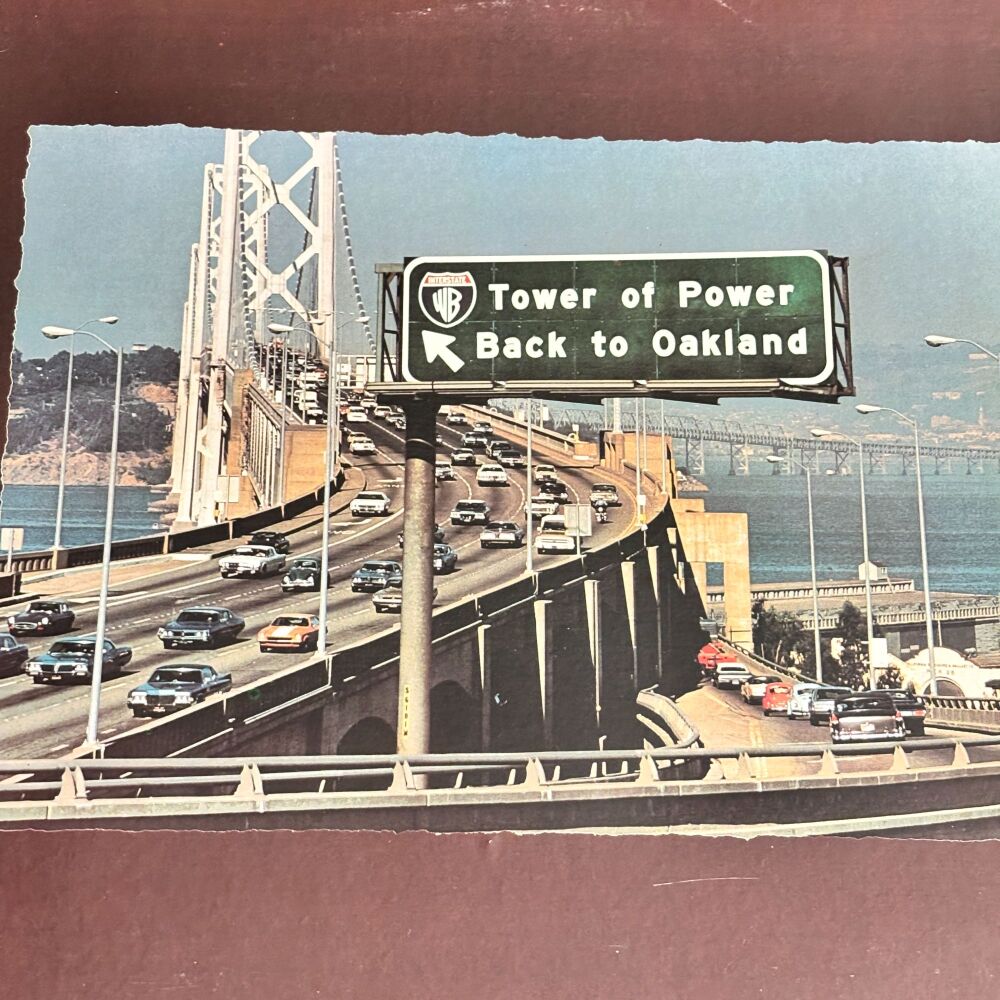 INTERSTATE
WB
Tower of Power
Back to Oakland